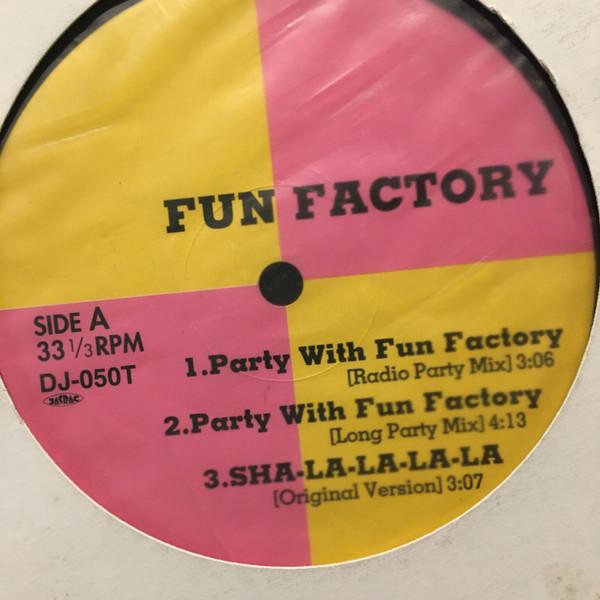 FUN FACTORY
SIDE A
33 1/3 RPM
DJ-050T
JASRAC
1.Party With Fun Factory
[Radio Party Mix] 3:06
2.Party With Fun Factory
[Long Party Mix] 4:13
3.SHA-LA-LA-LA-LA
[Original Version] 3:07